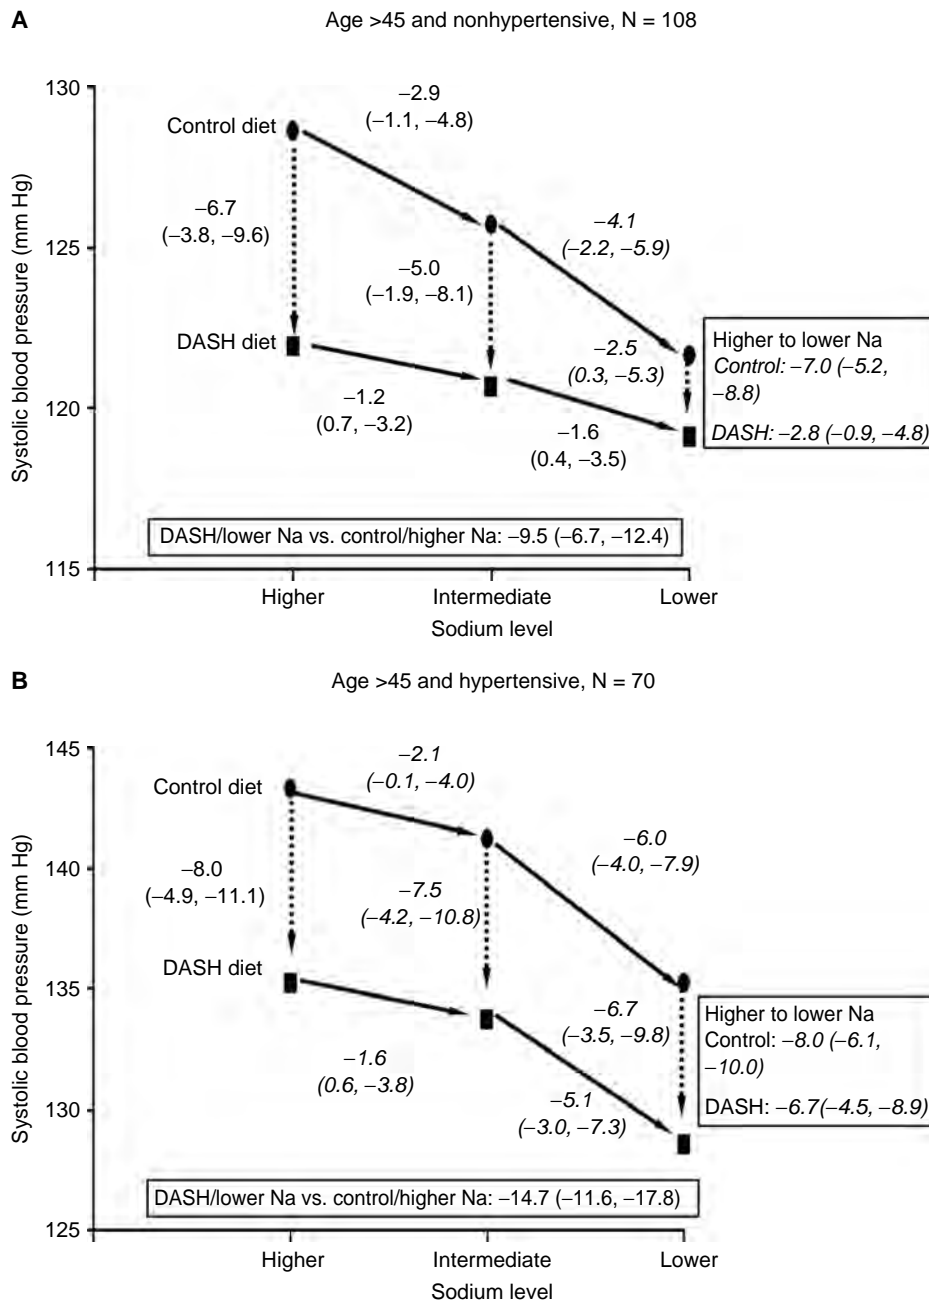 A
Age >45 and nonhypertensive, N = 108
Systolic blood pressure (mm Hg)
130
125
120
115
Control diet
−2.9
(−1.1, −4.8)
−6.7
(−3.8, −9.6)
−4.1
(−2.2, −5.9)
−5.0
(−1.9, −8.1)
DASH diet
−2.5
(0.3, −5.3)
−1.2
(0.7, −3.2)
−1.6
(0.4, −3.5)
Higher to lower Na
Control: −7.0 (−5.2,
−8.8)
DASH: −2.8 (−0.9, −4.8)
DASH/lower Na vs. control/higher Na: −9.5 (−6.7, −12.4)
Higher
Intermediate
Lower
Sodium level
B
Age >45 and hypertensive, N = 70
Systolic blood pressure (mm Hg)
145
140
135
130
125
Control diet
−2.1
(−0.1, −4.0)
−8.0
(−4.9, −11.1)
−6.0
(−4.0, −7.9)
−7.5
(−4.2, −10.8)
DASH diet
−6.7
(−3.5, −9.8)
−1.6
(0.6, −3.8)
−5.1
(−3.0, −7.3)
Higher to lower Na
Control: −8.0 (−6.1,
−10.0)
DASH: −6.7(−4.5, −8.9)
DASH/lower Na vs. control/higher Na: −14.7 (−11.6, −17.8)
Higher
Intermediate
Lower
Sodium level